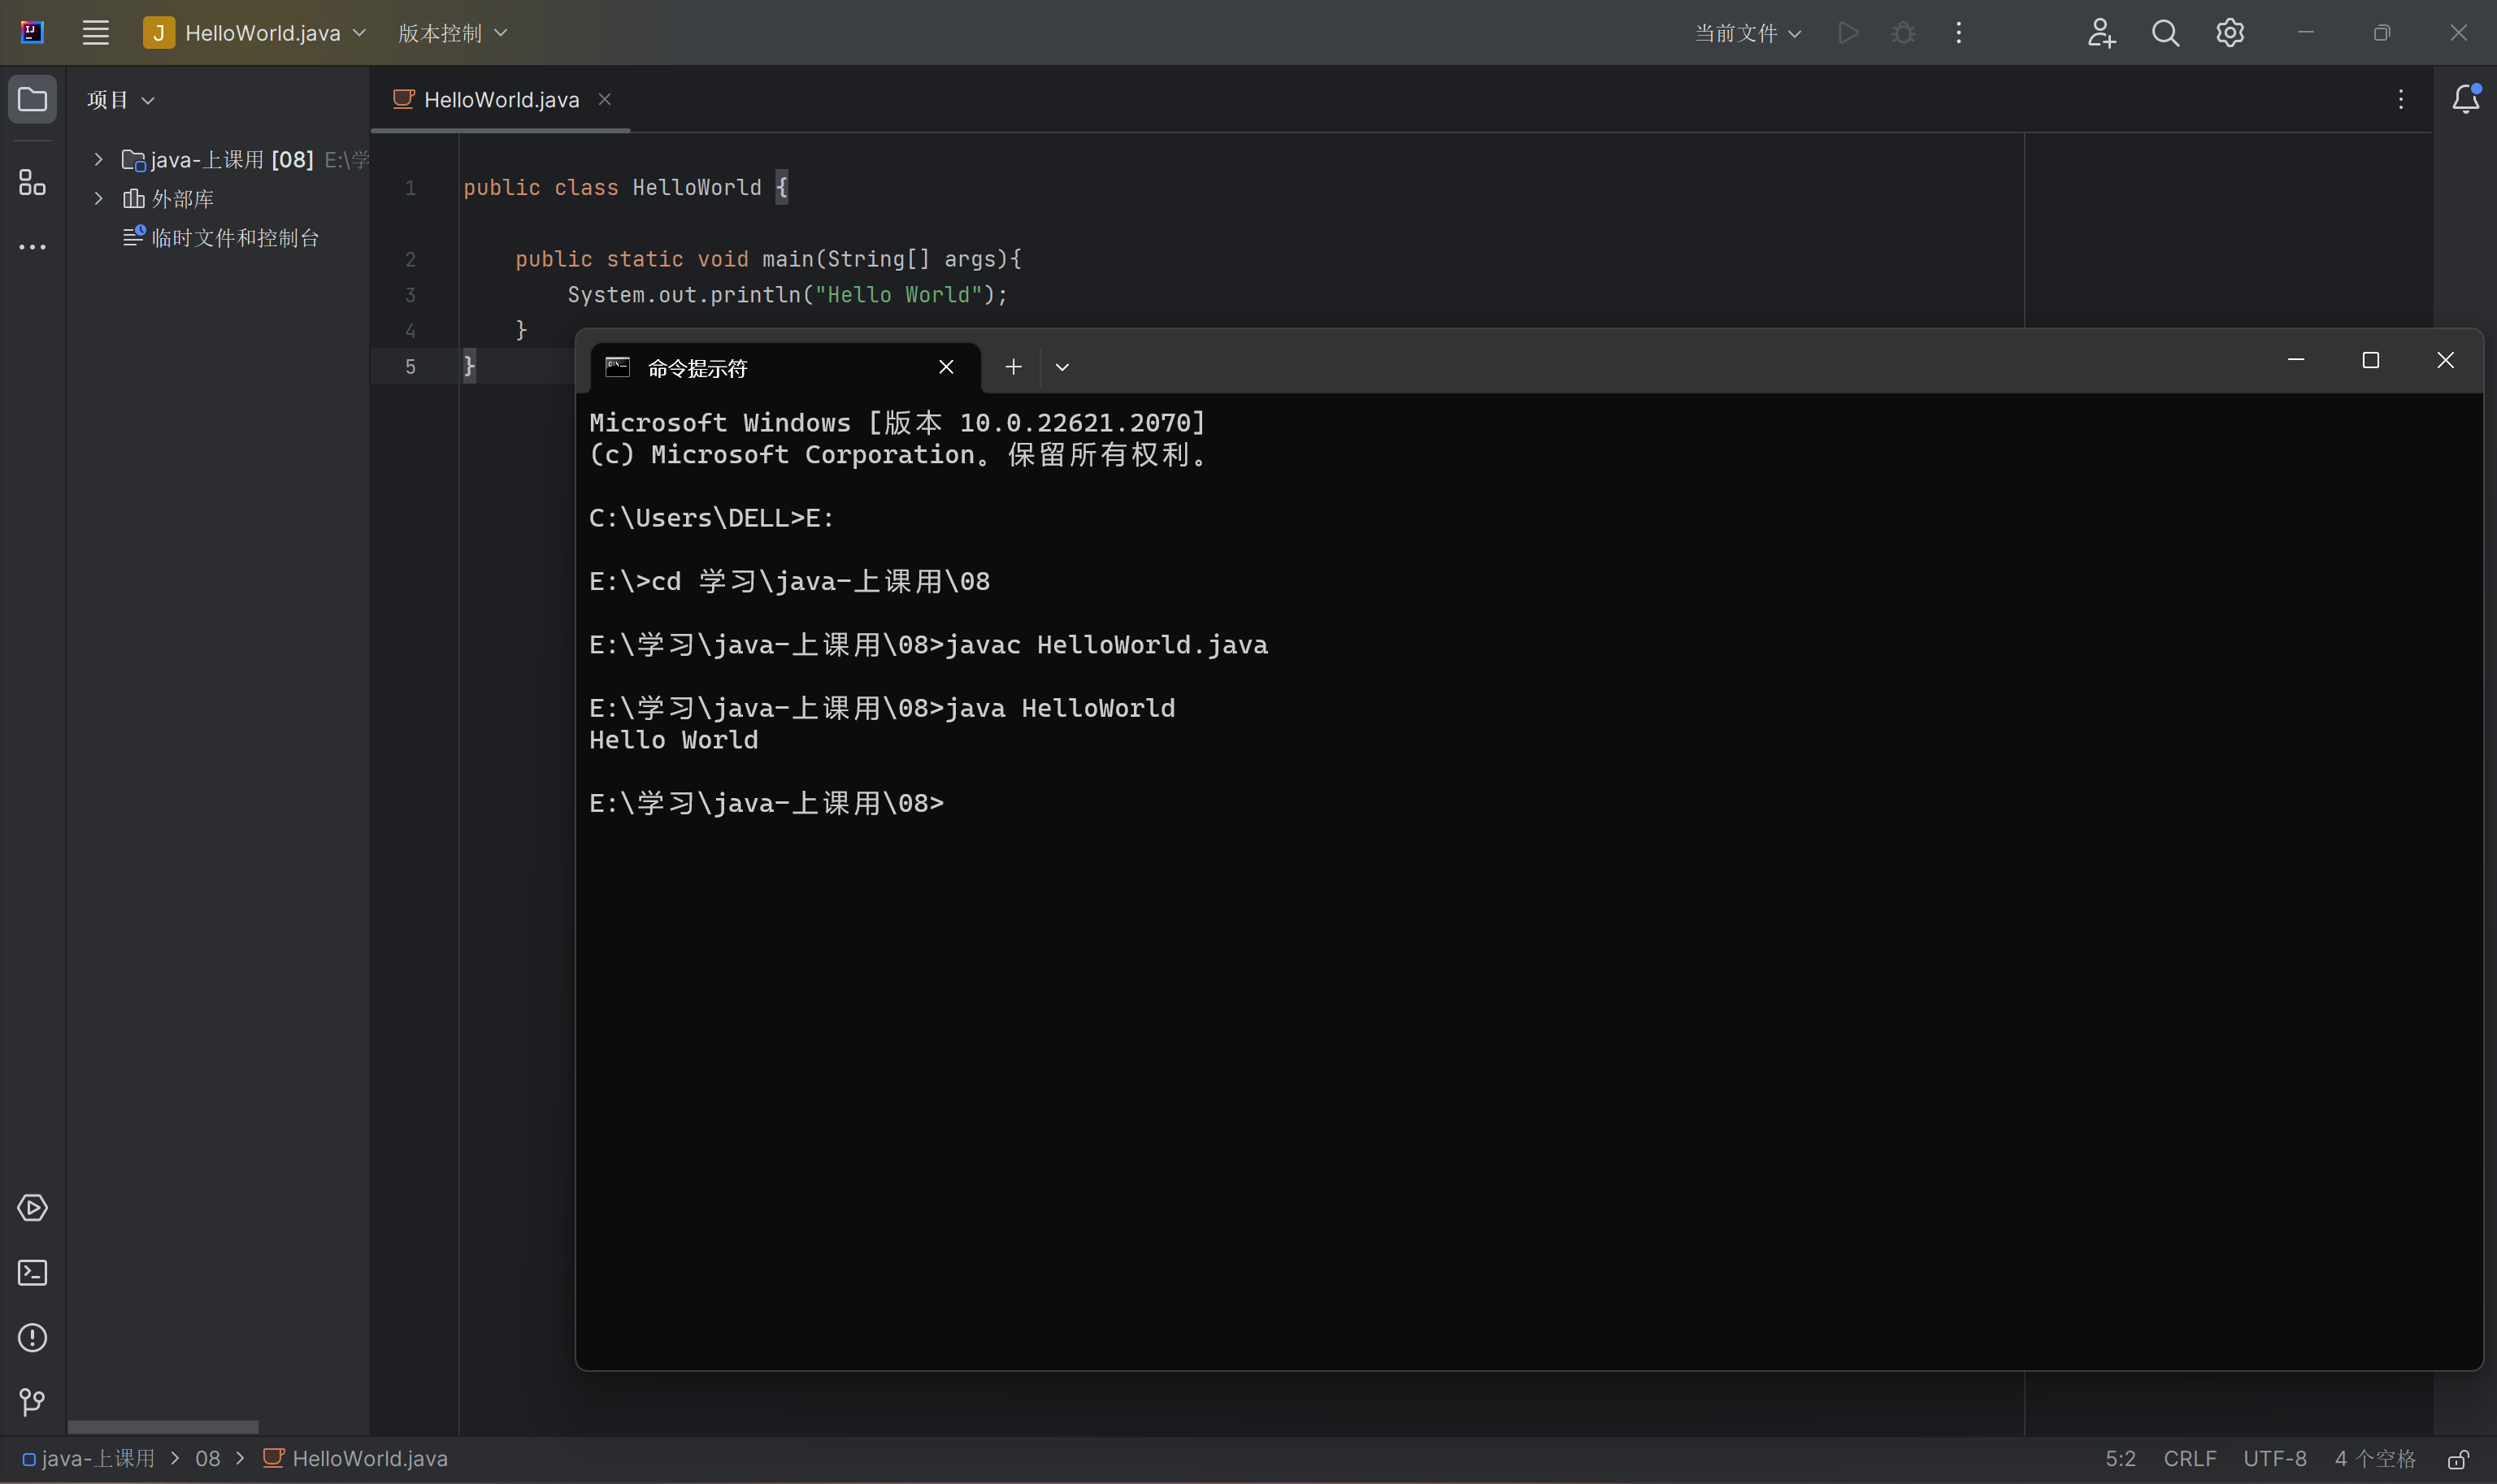 J HelloWorld.java 版本控制 当前文件
项目
HelloWorld.java
java-上课用 [08] E:\学
外部库
临时文件和控制台
1 public class HelloWorld {
2 public static void main(String[] args){
3 System.out.println("Hello World");
4 }
5 }
命令提示符
Microsoft Windows [版本 10.0.22621.2070]
(c) Microsoft Corporation。保留所有权利。
C:\Users\DELL>E:
E:\>cd 学习\java-上课用\08
E:\学习\java-上课用\08>javac HelloWorld.java
E:\学习\java-上课用\08>java HelloWorld
Hello World
E:\学习\java-上课用\08>
java-上课用 > 08 > HelloWorld.java 5:2 CRLF UTF-8 4 个空格